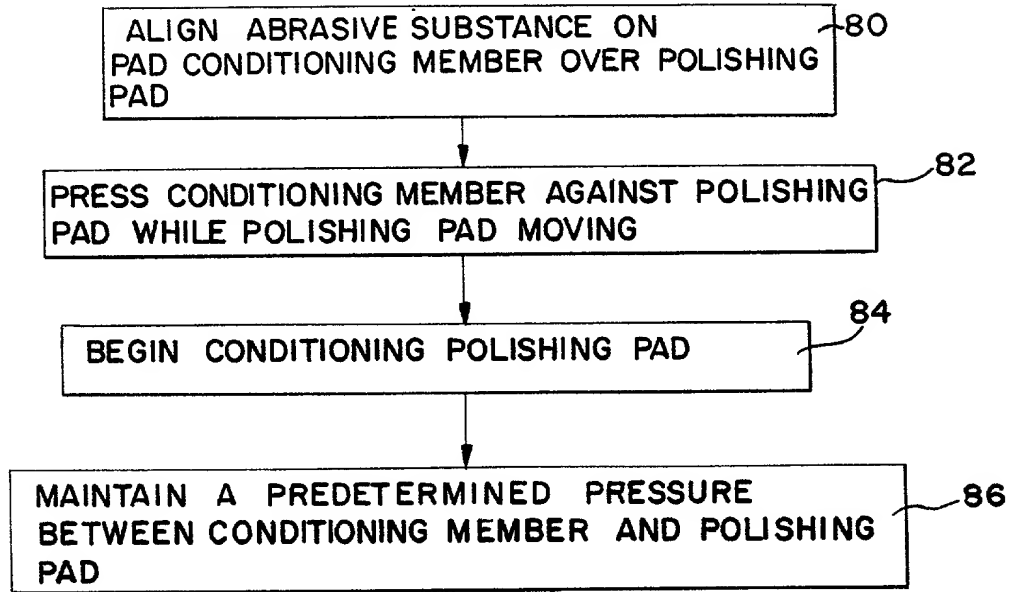 ALIGN ABRASIVE SUBSTANCE ON
PAD CONDITIONING MEMBER OVER POLISHING
PAD
80
PRESS CONDITIONING MEMBER AGAINST POLISHING
PAD WHILE POLISHING PAD MOVING
82
BEGIN CONDITIONING POLISHING PAD
84
MAINTAIN A PREDETERMINED PRESSURE
BETWEEN CONDITIONING MEMBER AND POLISHING
PAD
86